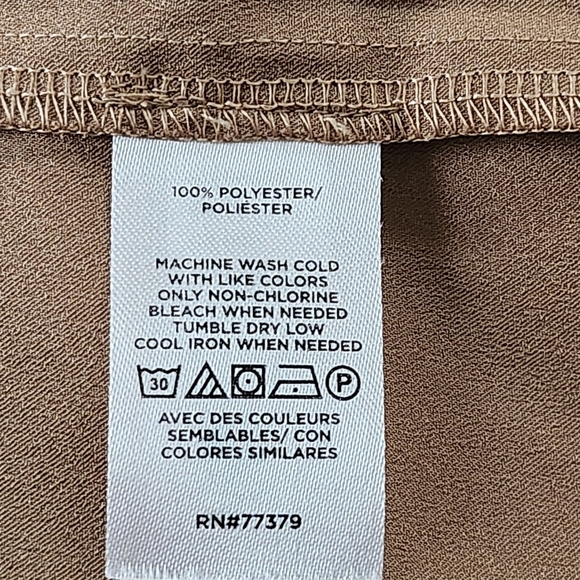 100% POLYESTER/
POLIÉSTER
MACHINE WASH COLD
WITH LIKE COLORS
ONLY NON-CHLORINE
BLEACH WHEN NEEDED
TUMBLE DRY LOW
COOL IRON WHEN NEEDED
30 P
AVEC DES COULEURS
SEMBLABLES/ CON
COLORES SIMILARES
RN#77379